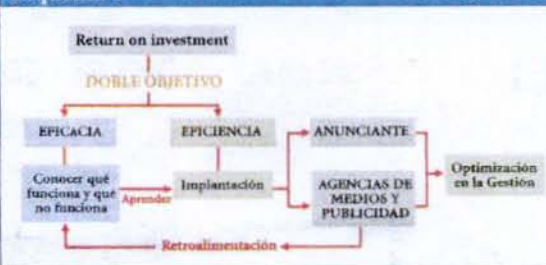 Return on investment
DOBLE OBJETIVO
EFICACIA
EFICIENCIA
ANUNCIANTE
Conocer qué
funciona y qué
no funciona
Aprender
Implantación
AGENCIAS DE
MEDIOS Y
PUBLICIDAD
Optimización
en la Gestión
Retroalimentación